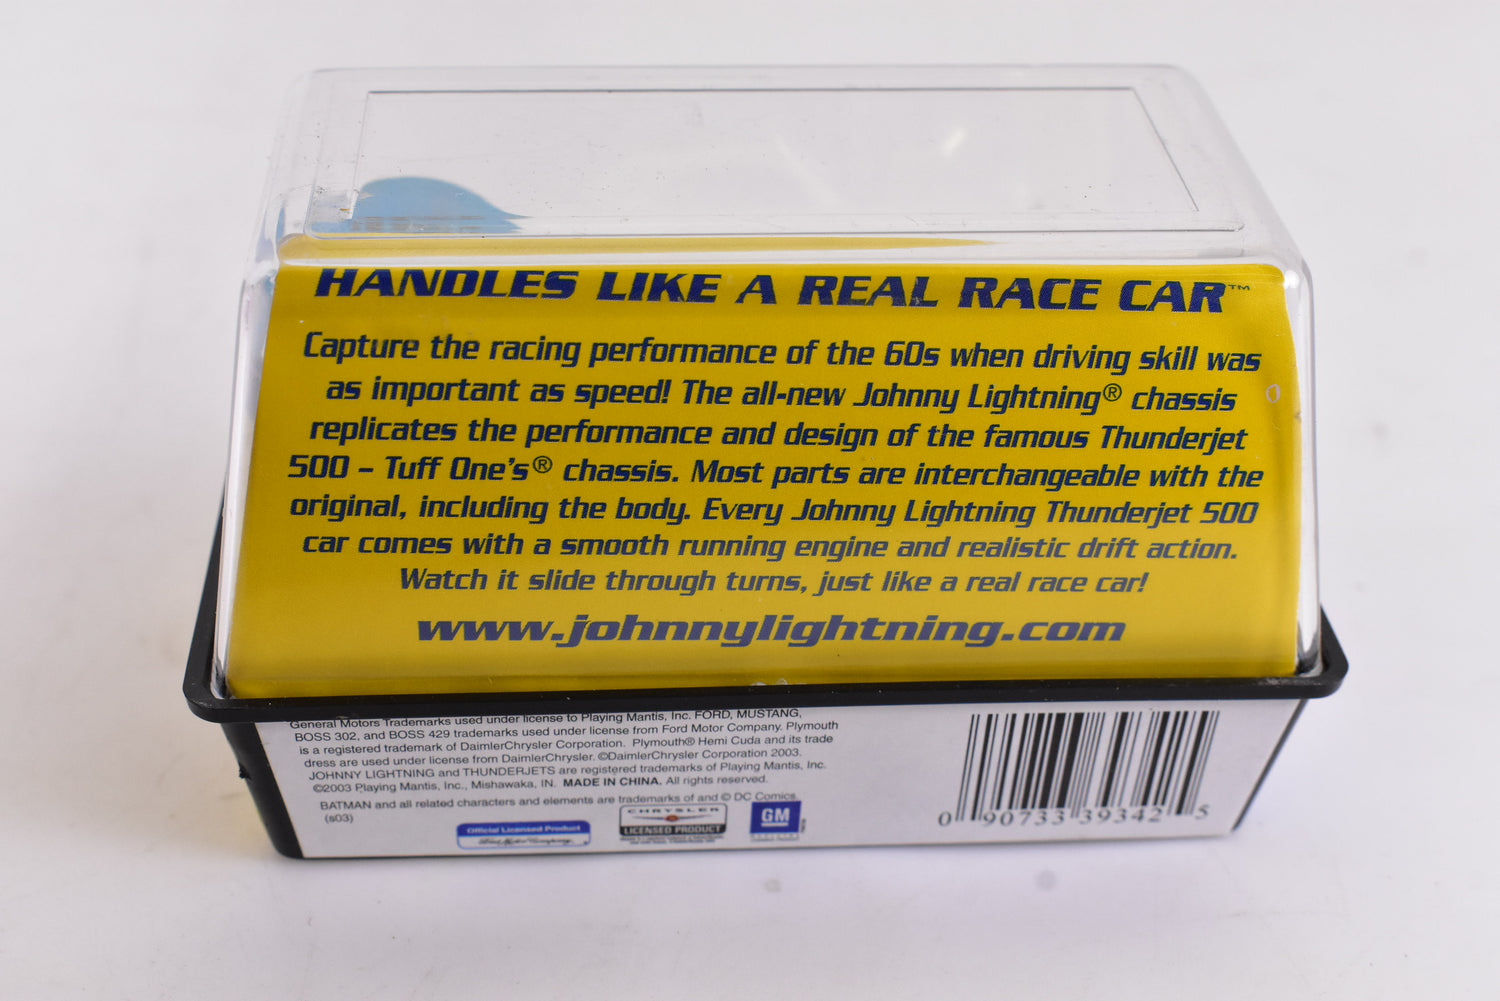 HANDLES LIKE A REAL RACE CAR™
Capture the racing performance of the 60s when driving skill was
as important as speed! The all-new Johnny Lightning® chassis
replicates the performance and design of the famous Thunderjet
500 – Tuff One's® chassis. Most parts are interchangeable with the
original, including the body. Every Johnny Lightning Thunderjet 500
car comes with a smooth running engine and realistic drift action.
Watch it slide through turns, just like a real race car!
www.johnnylightning.com
General Motors Trademarks used under license to Playing Mantis, Inc. FORD, MUSTANG,
BOSS 302, and BOSS 429 trademarks used under license from Ford Motor Company. Plymouth
is a registered trademark of DaimlerChrysler Corporation. Plymouth® Hemi Cuda and its trade
dress are used under license from DaimlerChrysler. ©DaimlerChrysler Corporation 2003.
JOHNNY LIGHTNING and THUNDERJETS are registered trademarks of Playing Mantis, Inc.
©2003 Playing Mantis, Inc., Mishawaka, IN. MADE IN CHINA. All rights reserved.
BATMAN and all related characters and elements are trademarks of and © DC Comics.
(s03)
Official Licensed Product
CHRYSLER
LICENSED PRODUCT
GM
0 90733 39342 5